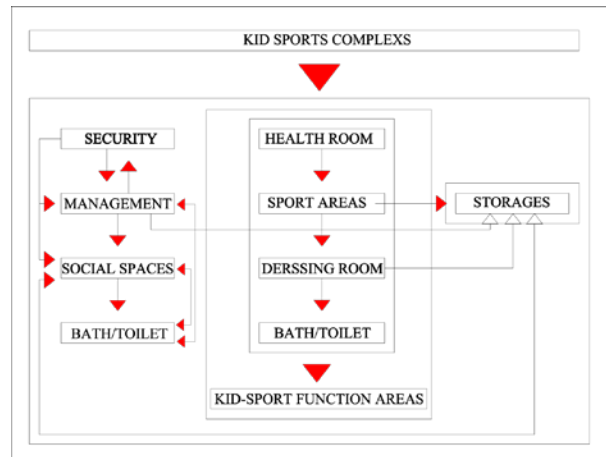 KID SPORTS COMPLEXS
SECURITY
MANAGEMENT
SOCIAL SPACES
BATH/TOILET
HEALTH ROOM
SPORT AREAS
DERSSING ROOM
BATH/TOILET
KID-SPORT FUNCTION AREAS
STORAGES